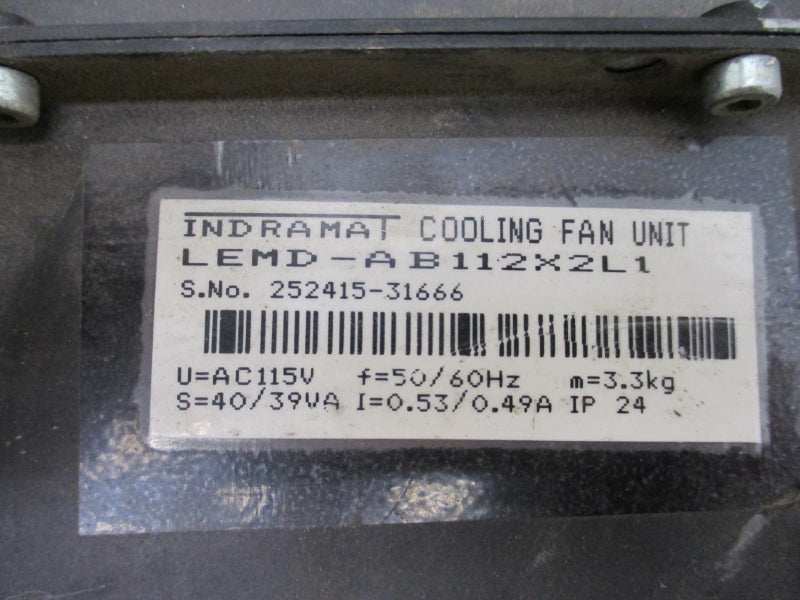 INDRAMAT COOLING FAN UNIT
LEMD-AB112X2L1
S.No. 252415-31666
U=AC115V f=50/60Hz m=3.3kg
S=40/39VA I=0.53/0.49A IP 24